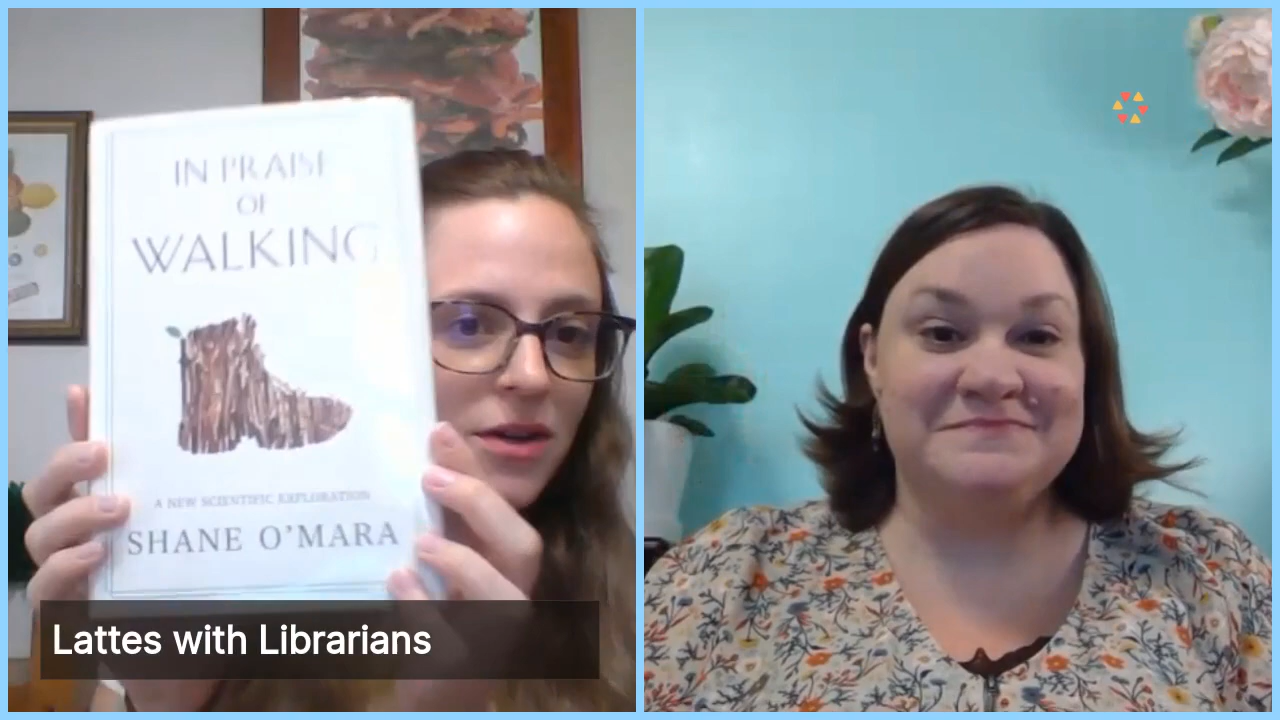 IN PRAISE
OF
WALKING
A NEW SCIENTIFIC EXPLORATION
SHANE O'MARA
Lattes with Librarians